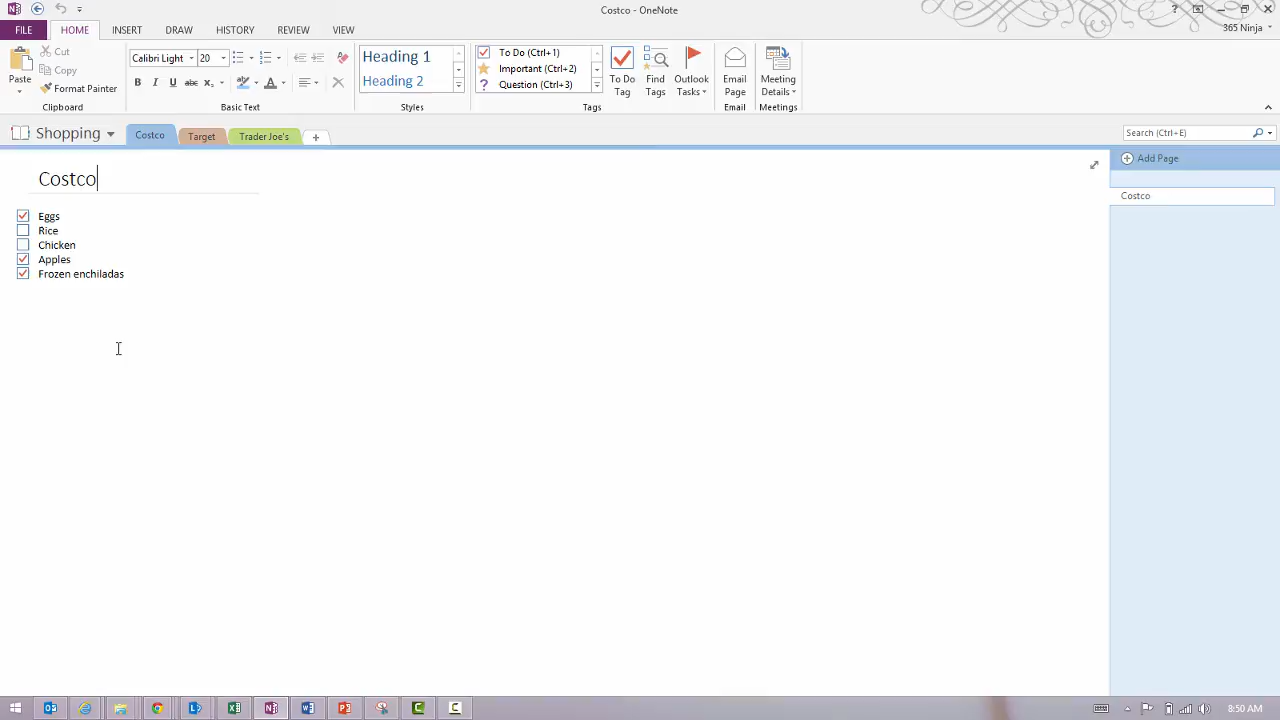 Costco - OneNote
?
FILE
HOME
INSERT
DRAW
HISTORY
REVIEW
VIEW
365 Ninja
Paste
Cut
Copy
Format Painter
Clipboard
Calibri Light
20
B I U abc X₂
A
Basic Text
Heading 1
Heading 2
Styles
To Do (Ctrl+1)
Important (Ctrl+2)
? Question (Ctrl+3)
To Do Tag
Find Tags
Tags
Outlook Tasks
Email Page
Email
Meeting Details
Meetings
Shopping
Costco
Target
Trader Joe's
+
Search (Ctrl+E)
Costco
Add Page
Costco
Eggs
Rice
Chicken
Apples
Frozen enchiladas
8:50 AM